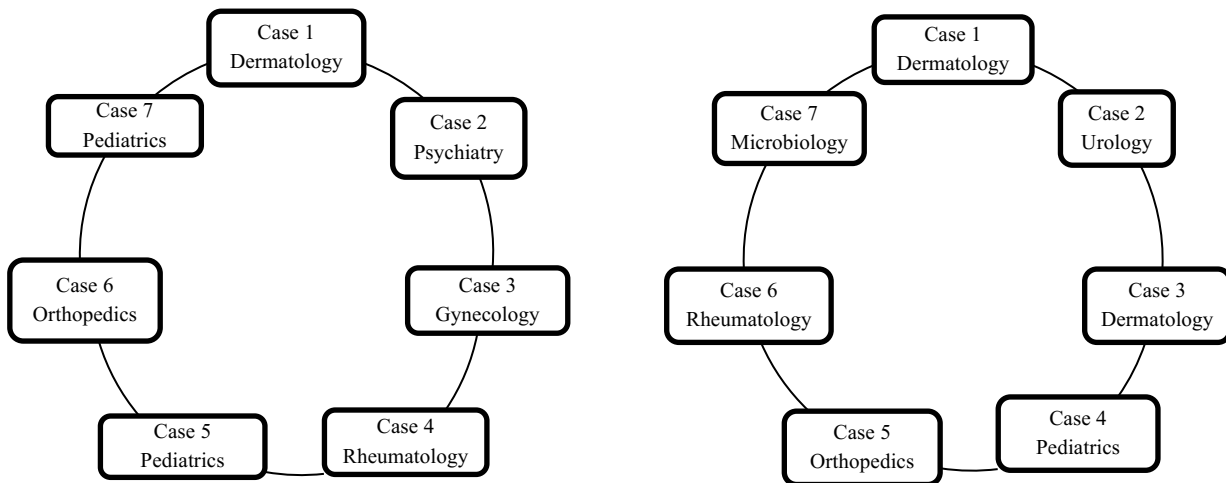 Case 1
Dermatology
Case 2
Psychiatry
Case 3
Gynecology
Case 4
Rheumatology
Case 5
Pediatrics
Case 6
Orthopedics
Case 7
Pediatrics
Case 1
Dermatology
Case 2
Urology
Case 3
Dermatology
Case 4
Pediatrics
Case 5
Orthopedics
Case 6
Rheumatology
Case 7
Microbiology